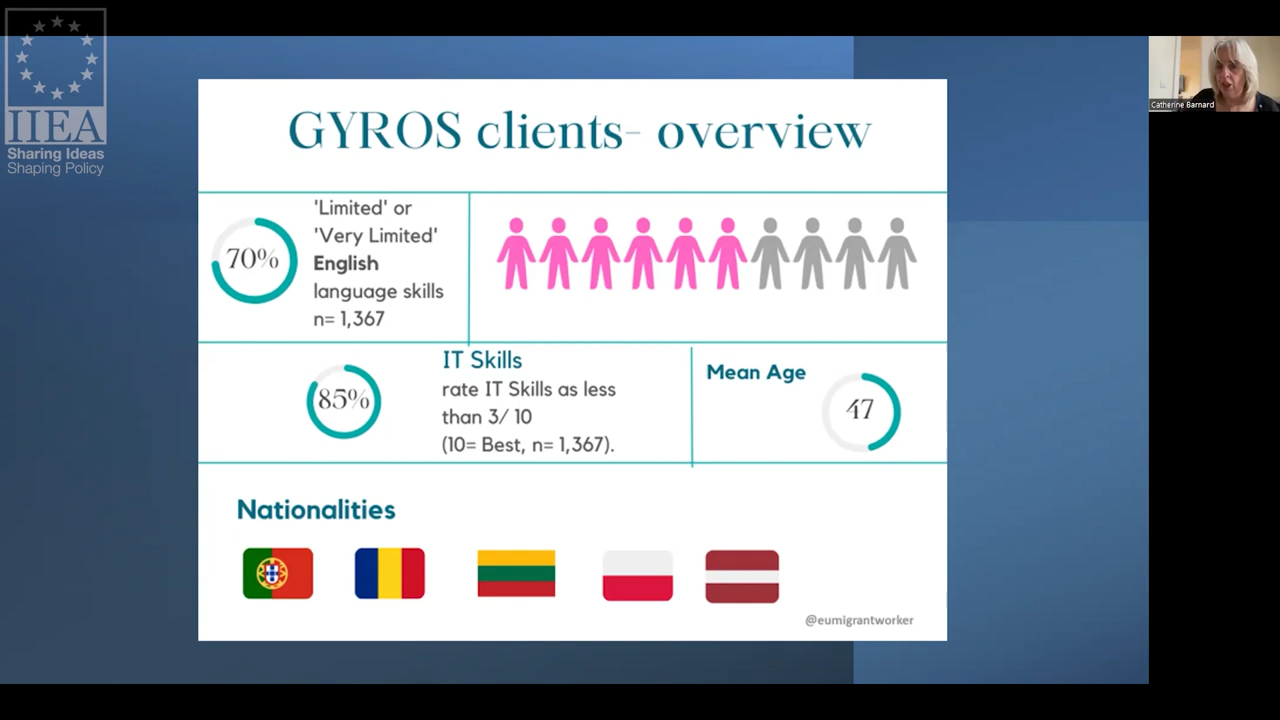 IIEA
Sharing Ideas
Shaping Policy
Catherine Barnard
GYROS clients- overview
70%
'Limited' or
'Very Limited'
English
language skills
n= 1,367
85%
IT Skills
rate IT Skills as less
than 3/ 10
(10= Best, n= 1,367).
Mean Age
47
Nationalities
@eumigrantworker